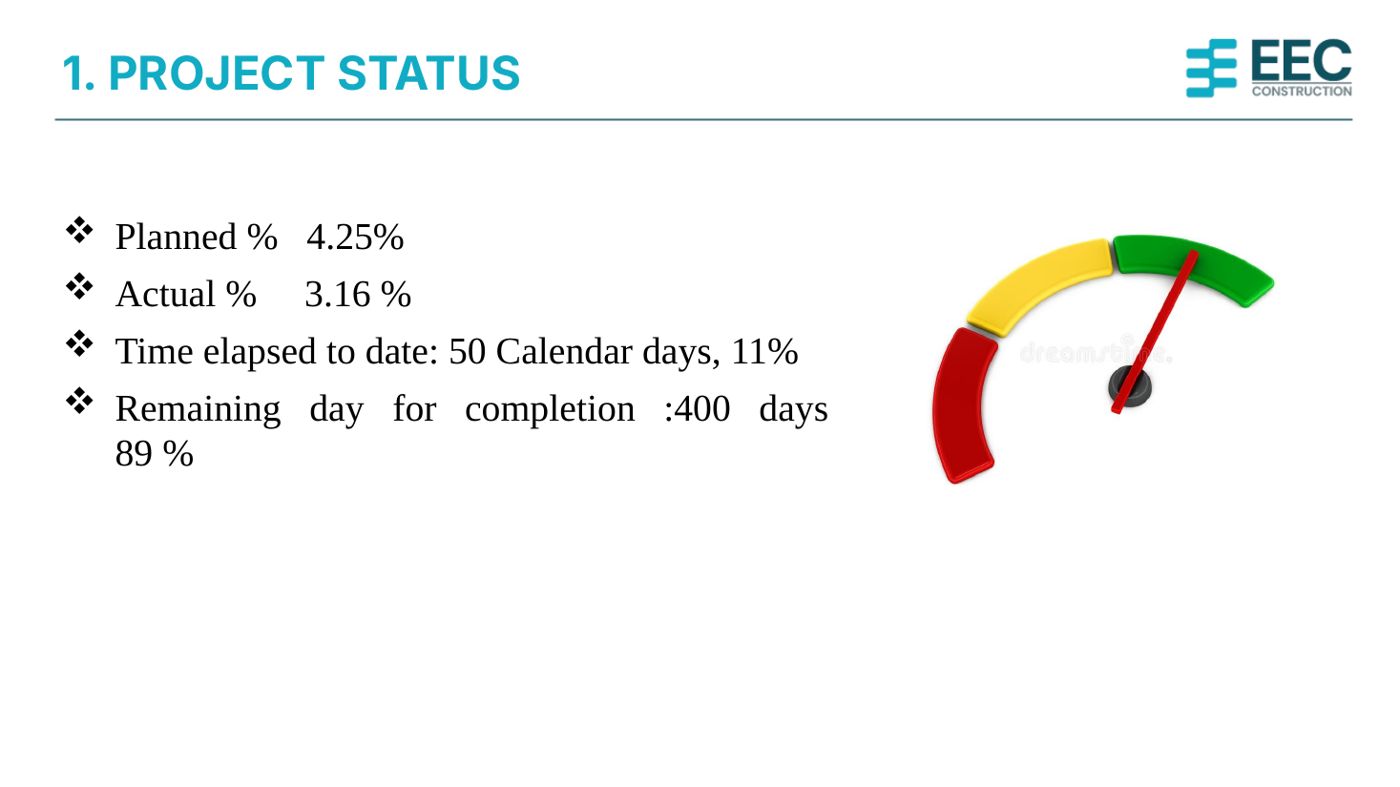 1. PROJECT STATUS
EEC
CONSTRUCTION
Planned % 4.25%
Actual % 3.16 %
Time elapsed to date: 50 Calendar days, 11%
Remaining day for completion :400 days
89 %
dreamstime.